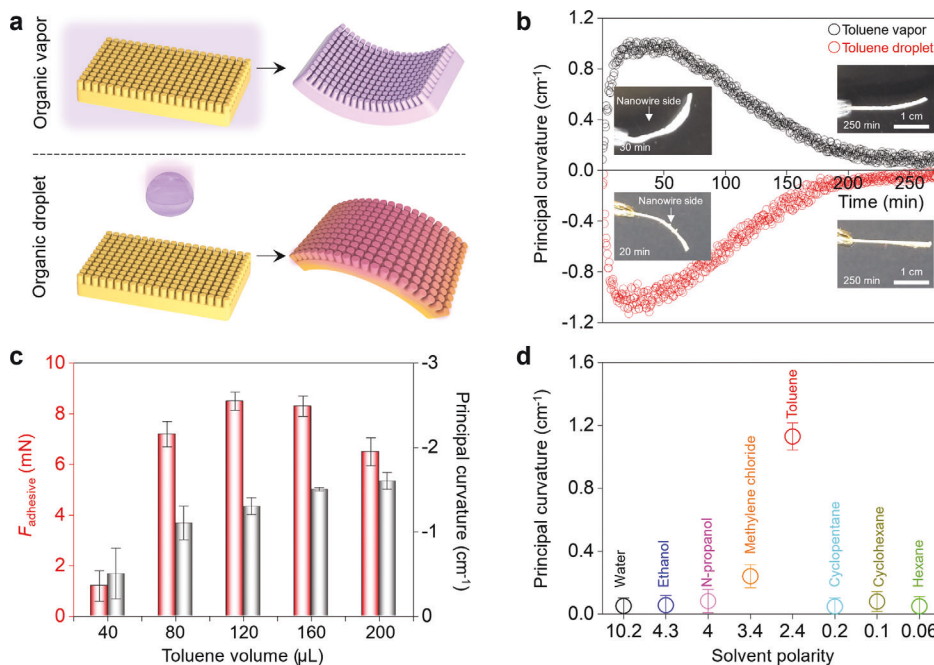 a
Organic vapor
Organic droplet
b
Principal curvature (cm⁻¹)
1.2
0.8
0.4
0.0
-0.4
-0.8
-1.2
Toluene vapor
Toluene droplet
Nanowire side
30 min
250 min
1 cm
50
100
150
200
250
Time (min)
Nanowire side
20 min
250 min
1 cm
c
F adhesive (mN)
10
8
6
4
2
0
-3
-2
-1
0
Principal curvature (cm⁻¹)
40 80 120 160 200
Toluene volume (μL)
d
Principal curvature (cm⁻¹)
1.6
1.2
0.8
0.4
0.0
Water
Ethanol
N-propanol
Methylene chloride
Toluene
Cyclopentane
Cyclohexane
Hexane
10.2 4.3 4 3.4 2.4 0.2 0.1 0.06
Solvent polarity